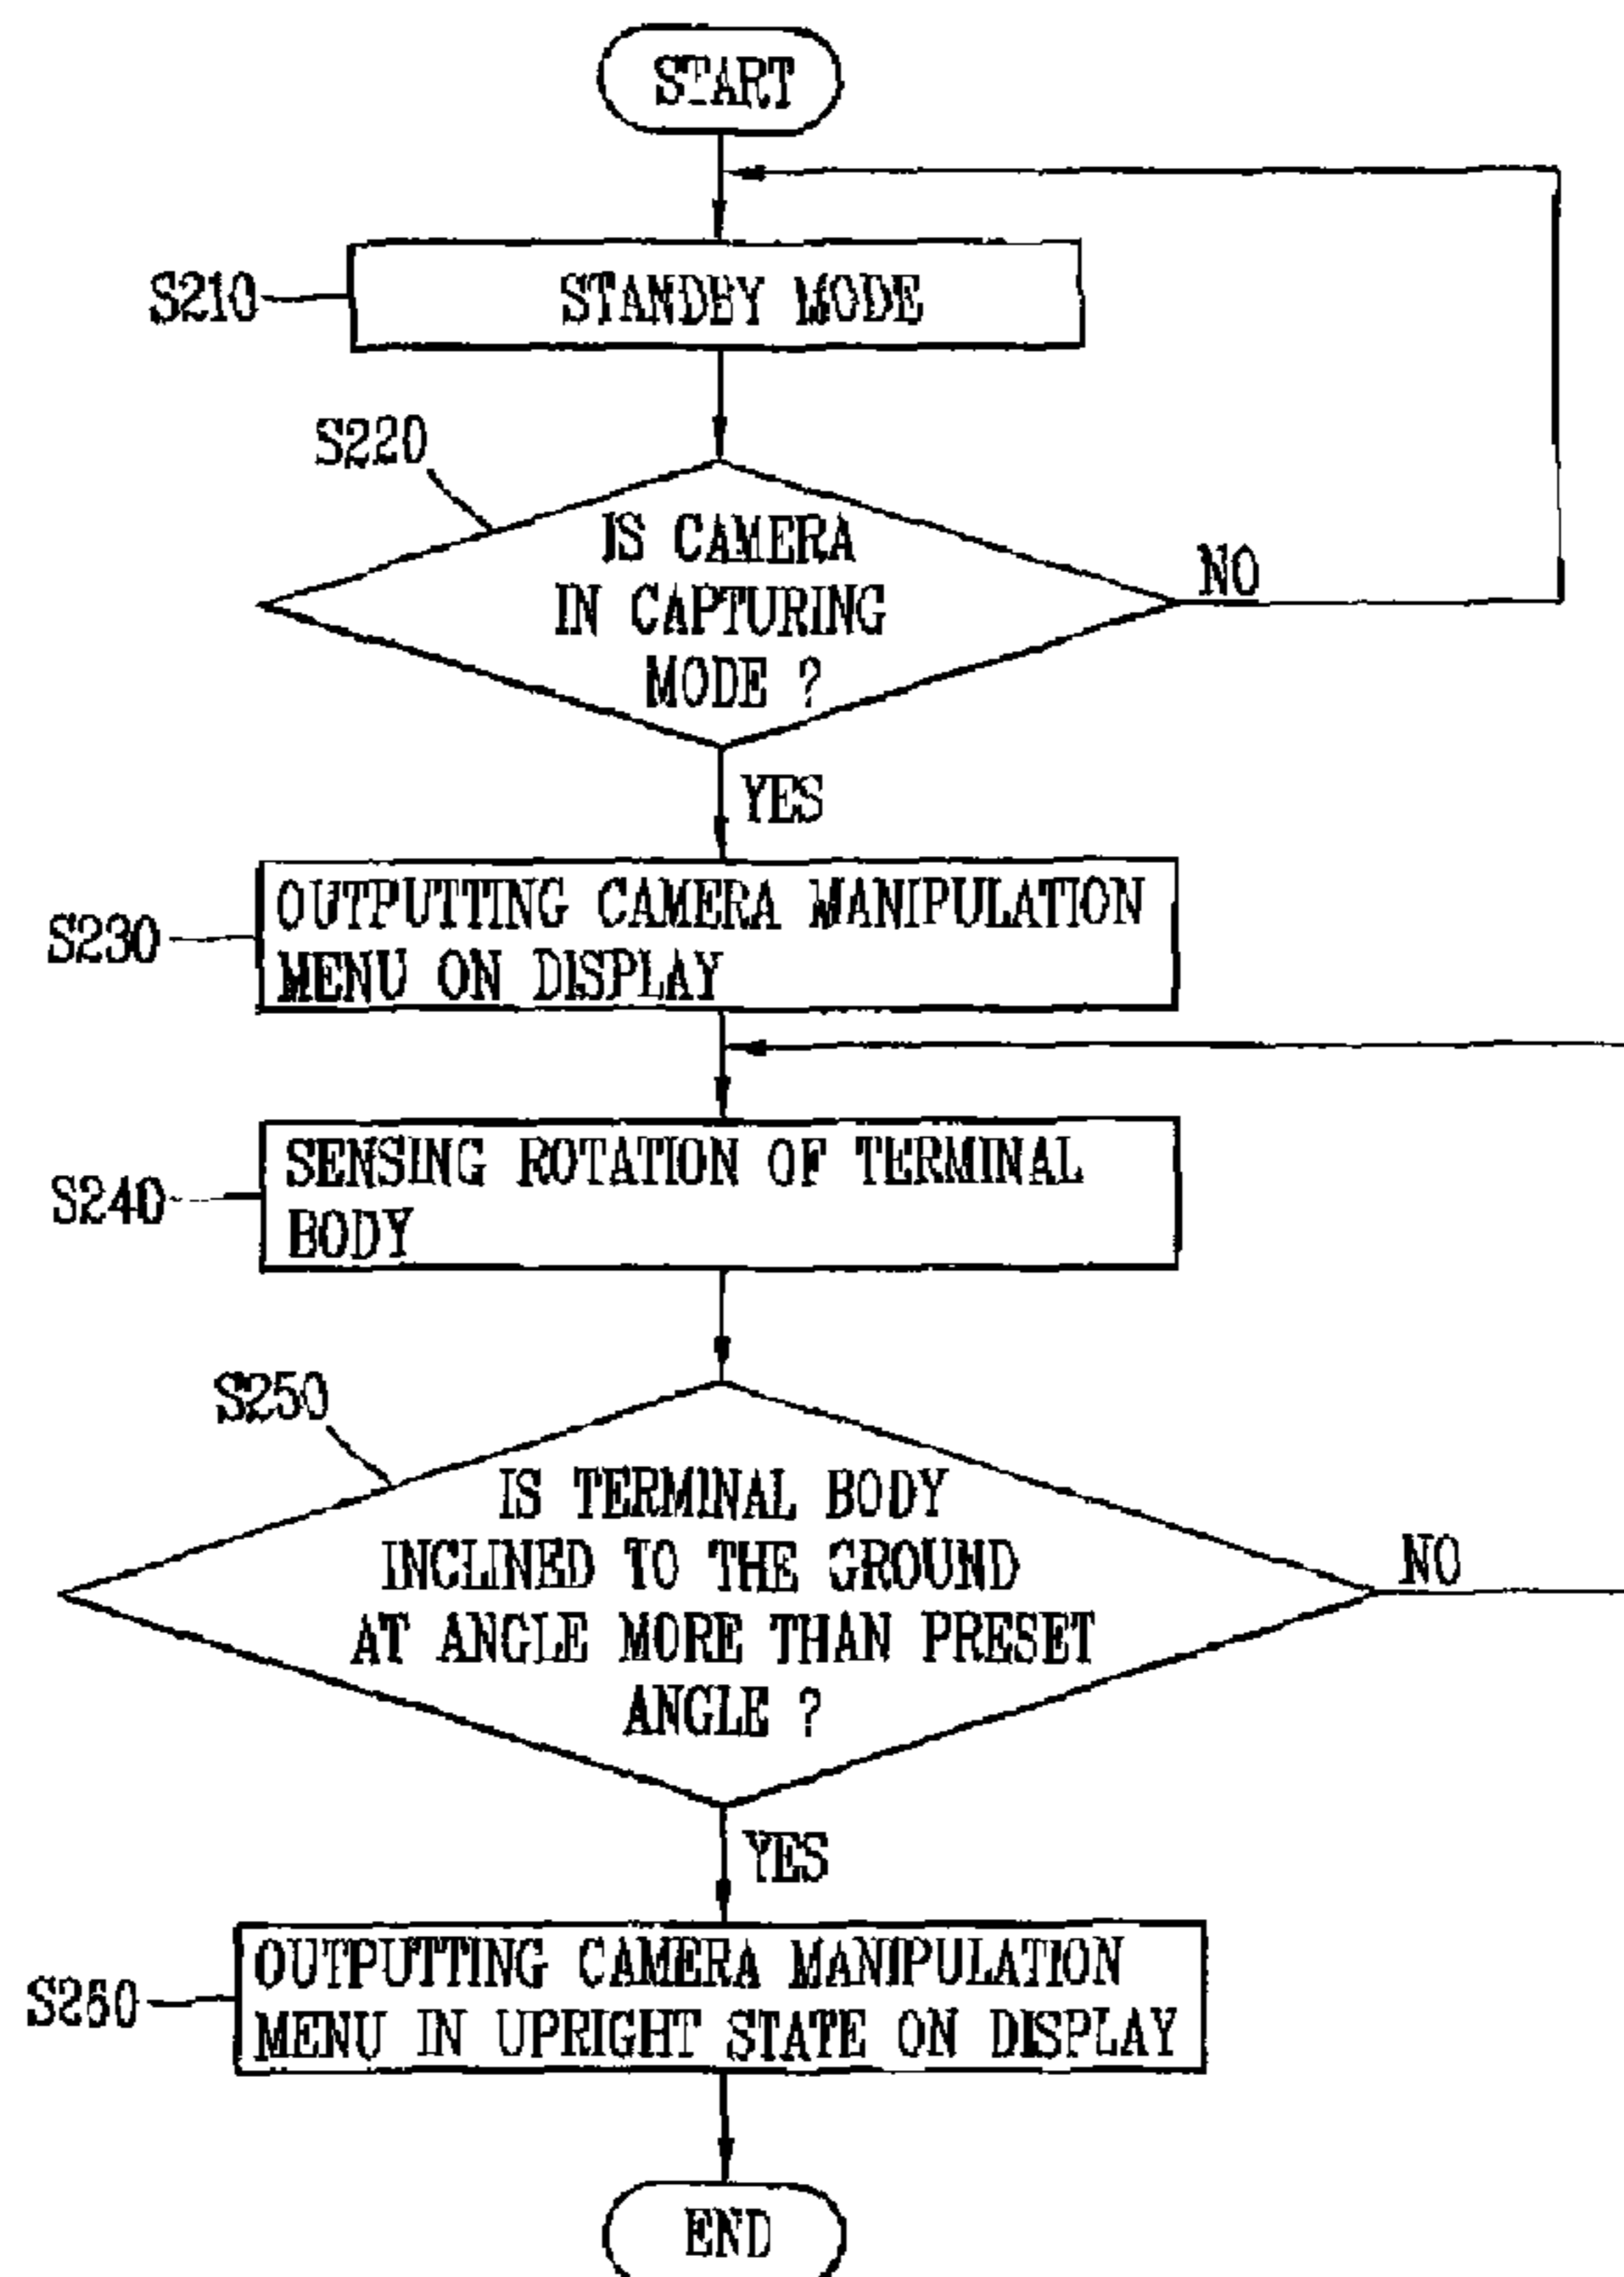 START
S210
STANDBY MODE
S220
IS CAMERA
IN CAPTURING
MODE ?
NO
YES
S230
OUTPUTTING CAMERA MANIPULATION
MENU ON DISPLAY
S240
SENSING ROTATION OF TERMINAL
BODY
S250
IS TERMINAL BODY
INCLINED TO THE GROUND
AT ANGLE MORE THAN PRESET
ANGLE ?
NO
YES
S260
OUTPUTTING CAMERA MANIPULATION
MENU IN UPRIGHT STATE ON DISPLAY
END